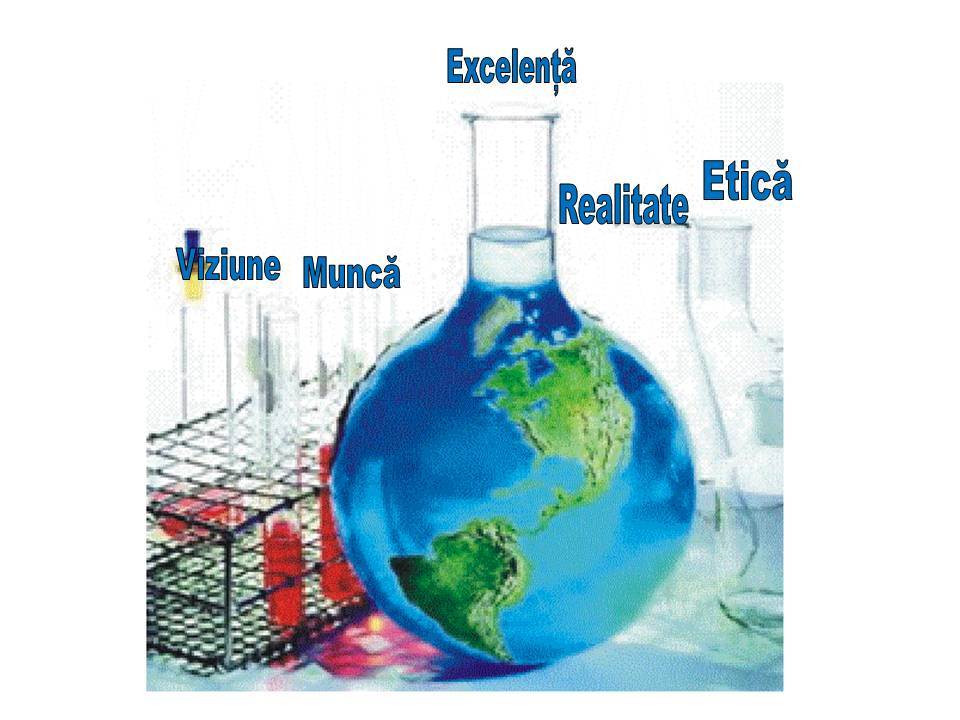 Excelență
Etică
Realitate
Viziune
Muncă